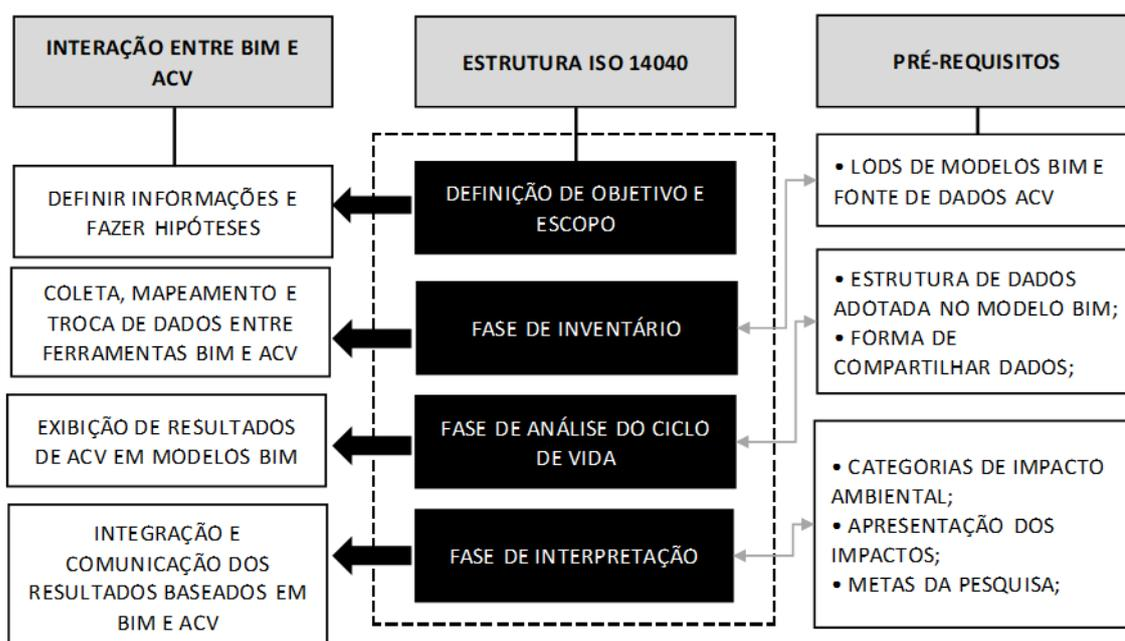 INTERAÇÃO ENTRE BIM E
ACV
DEFINIR INFORMAÇÕES E
FAZER HIPÓTESES
COLETA, MAPEAMENTO E
TROCA DE DADOS ENTRE
FERRAMENTAS BIM E ACV
EXIBIÇÃO DE RESULTADOS
DE ACV EM MODELOS BIM
INTEGRAÇÃO E
COMUNICAÇÃO DOS
RESULTADOS BASEADOS EM
BIM E ACV
ESTRUTURA ISO 14040
DEFINIÇÃO DE OBJETIVO E
ESCOPO
FASE DE INVENTÁRIO
FASE DE ANÁLISE DO CICLO
DE VIDA
FASE DE INTERPRETAÇÃO
PRÉ-REQUISITOS
• LODS DE MODELOS BIM E
FONTE DE DADOS ACV
• ESTRUTURA DE DADOS
ADOTADA NO MODELO BIM;
• FORMA DE
COMPARTILHAR DADOS;
• CATEGORIAS DE IMPACTO
AMBIENTAL;
• APRESENTAÇÃO DOS
IMPACTOS;
• METAS DA PESQUISA;